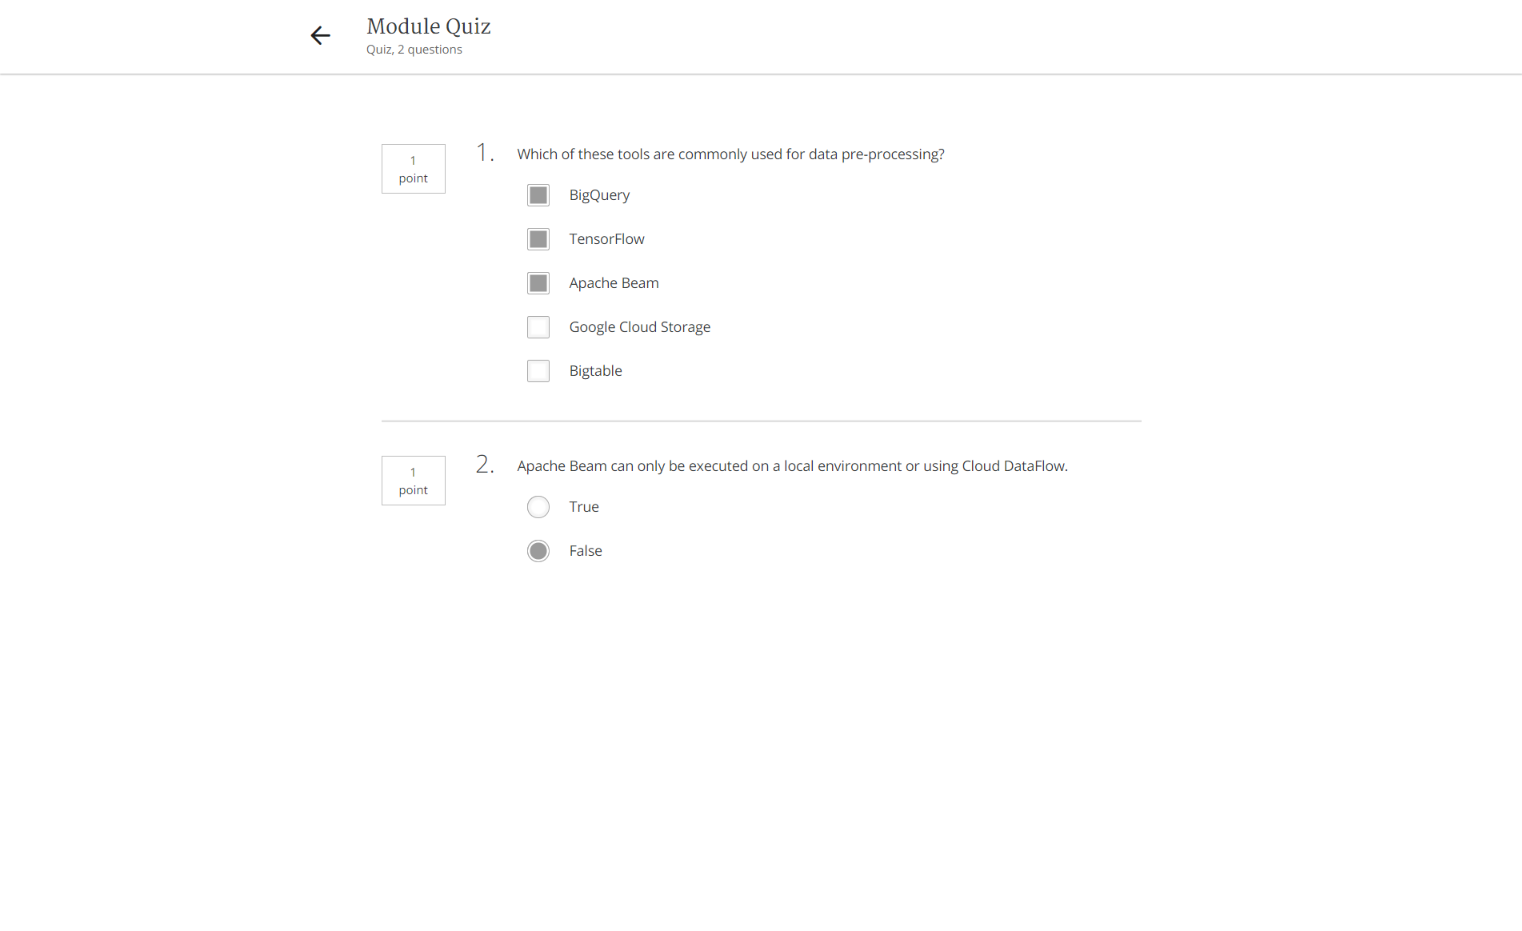 Module Quiz
Quiz, 2 questions
1
point
1. Which of these tools are commonly used for data pre-processing?
BigQuery
TensorFlow
Apache Beam
Google Cloud Storage
Bigtable
1
point
2. Apache Beam can only be executed on a local environment or using Cloud DataFlow.
True
False